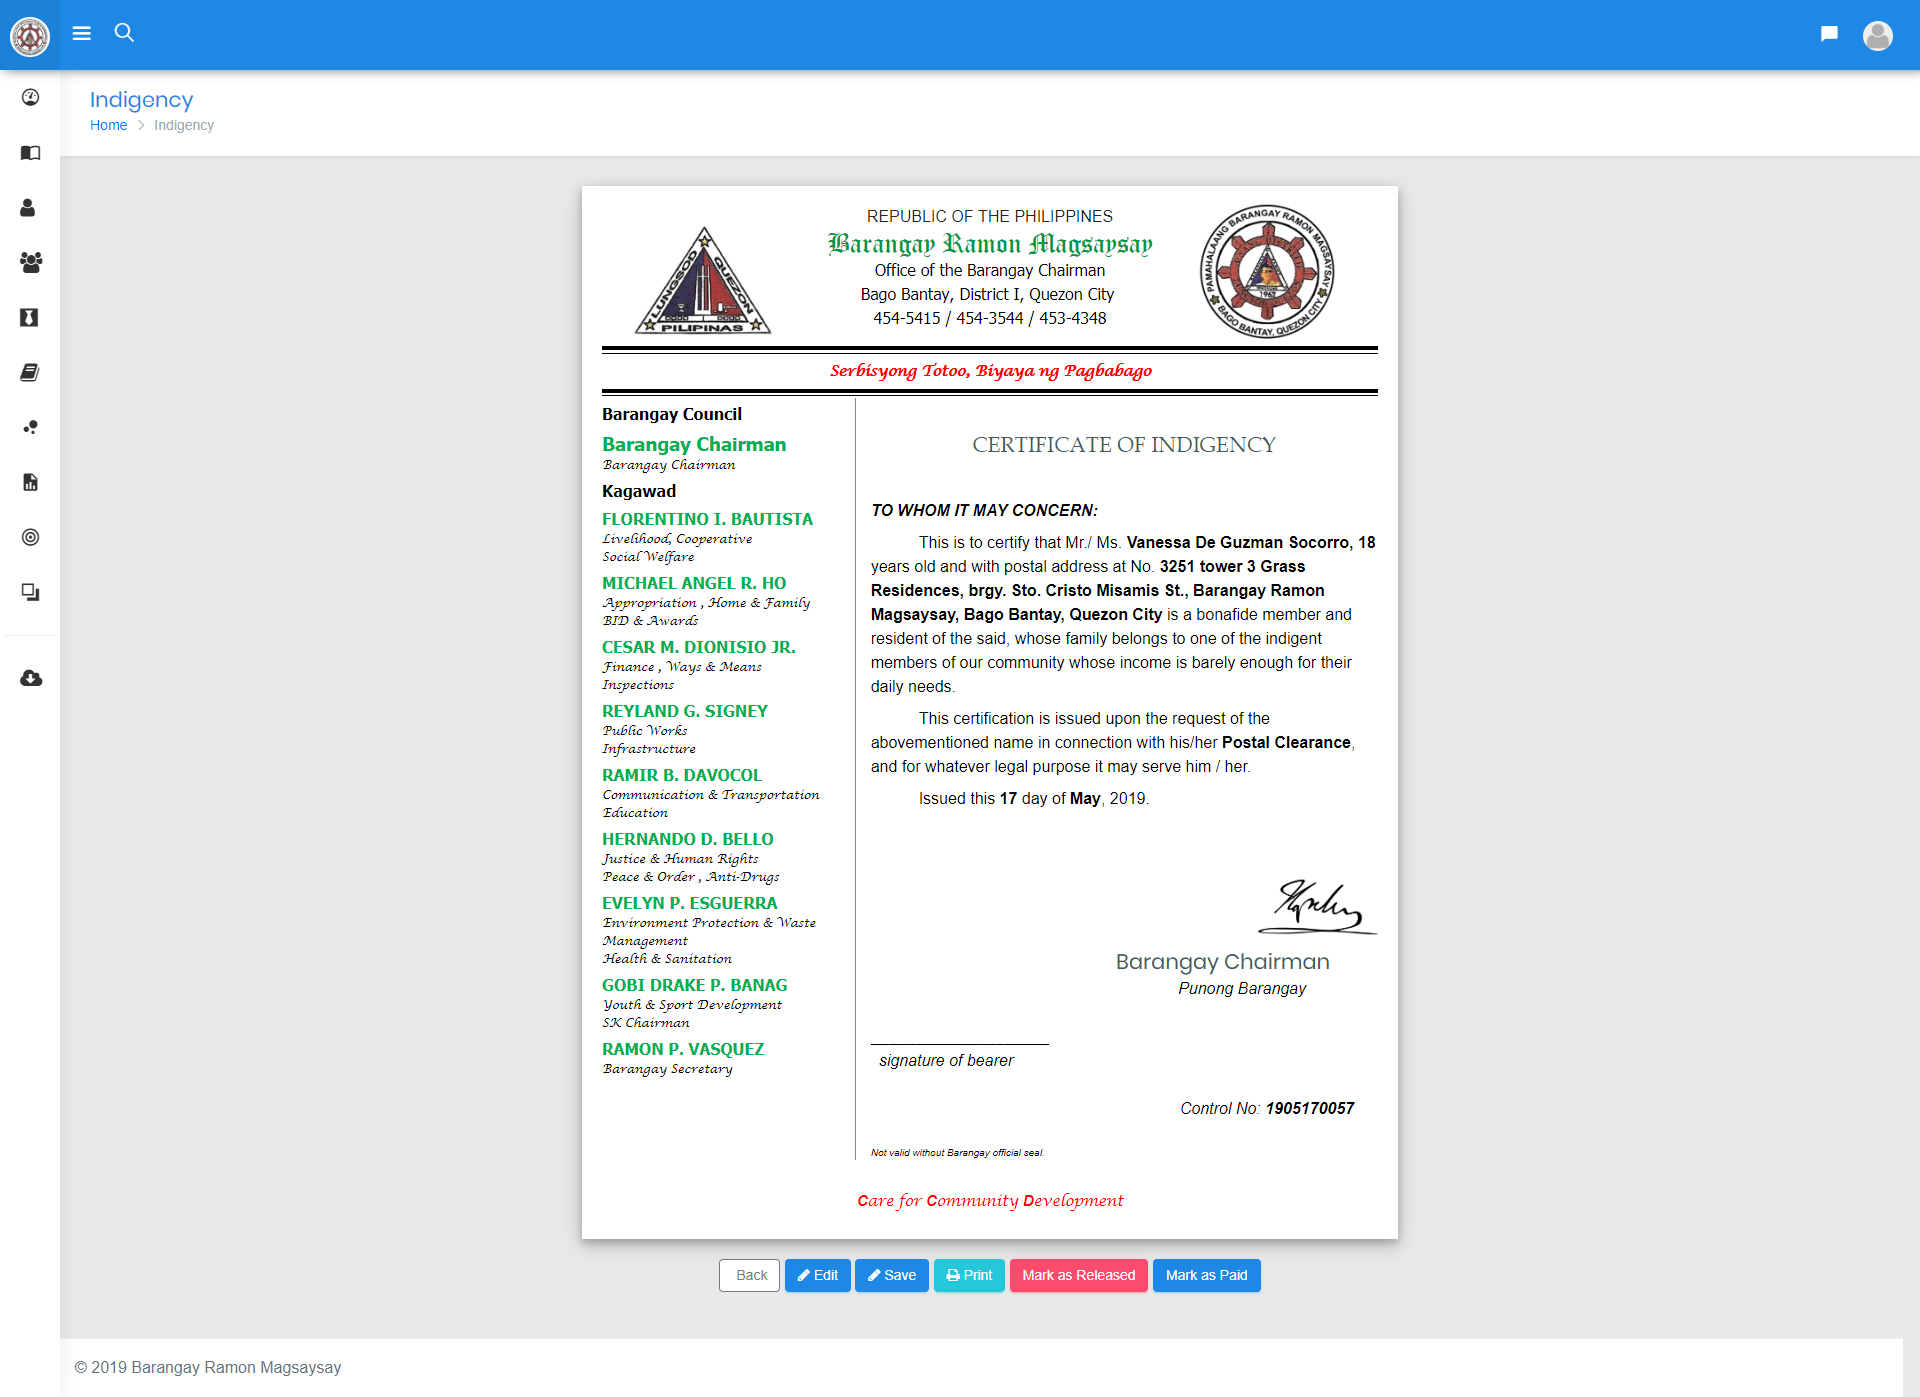 Indigency
Home > Indigency
REPUBLIC OF THE PHILIPPINES
Barangay Ramon Magsaysay
Office of the Barangay Chairman
Bago Bantay, District I, Quezon City
454-5415 / 454-3544 / 453-4348
LUNGSOD QUEZON
PILIPINAS
PAMAHALAANG BARANGAY RAMON MAGSAYSAY
BAGO BANTAY, QUEZON CITY
1962
Serbisyong Totoo, Biyaya ng Pagbabago
Barangay Council
Barangay Chairman
Barangay Chairman
Kagawad
FLORENTINO I. BAUTISTA
Livelihood, Cooperative
Social Welfare
MICHAEL ANGEL R. HO
Appropriation , Home & Family
BID & Awards
CESAR M. DIONISIO JR.
Finance , Ways & Means
Inspections
REYLAND G. SIGNEY
Public Works
Infrastructure
RAMIR B. DAVOCOL
Communication & Transportation
Education
HERNANDO D. BELLO
Justice & Human Rights
Peace & Order , Anti-Drugs
EVELYN P. ESGUERRA
Environment Protection & Waste
Management
Health & Sanitation
GOBI DRAKE P. BANAG
Youth & Sport Development
SK Chairman
RAMON P. VASQUEZ
Barangay Secretary
CERTIFICATE OF INDIGENCY
TO WHOM IT MAY CONCERN:
This is to certify that Mr./ Ms. Vanessa De Guzman Socorro, 18
years old and with postal address at No. 3251 tower 3 Grass
Residences, brgy. Sto. Cristo Misamis St., Barangay Ramon
Magsaysay, Bago Bantay, Quezon City is a bonafide member and
resident of the said, whose family belongs to one of the indigent
members of our community whose income is barely enough for their
daily needs.
This certification is issued upon the request of the
abovementioned name in connection with his/her Postal Clearance,
and for whatever legal purpose it may serve him / her.
Issued this 17 day of May, 2019.
Barangay Chairman
Punong Barangay
signature of bearer
Control No: 1905170057
Not valid without Barangay official seal.
Care for Community Development
Back
Edit
Save
Print
Mark as Released
Mark as Paid
© 2019 Barangay Ramon Magsaysay